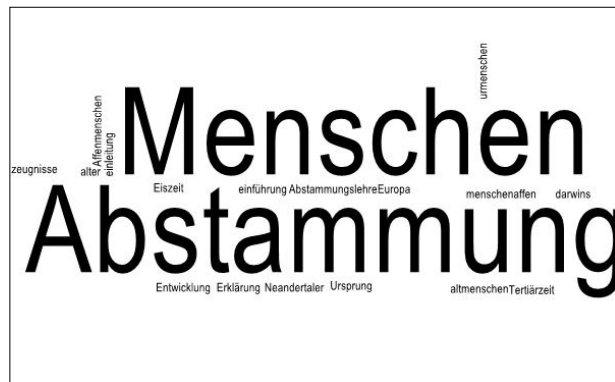 urmenschen
Menschen
Affenmenschen
einleitung
alter
zeugnisse
Eiszeit einführung Abstammungslehre Europa menschenaffen darwins
Abstammung
Entwicklung Erklärung Neandertaler Ursprung altmenschen Tertiärzeit